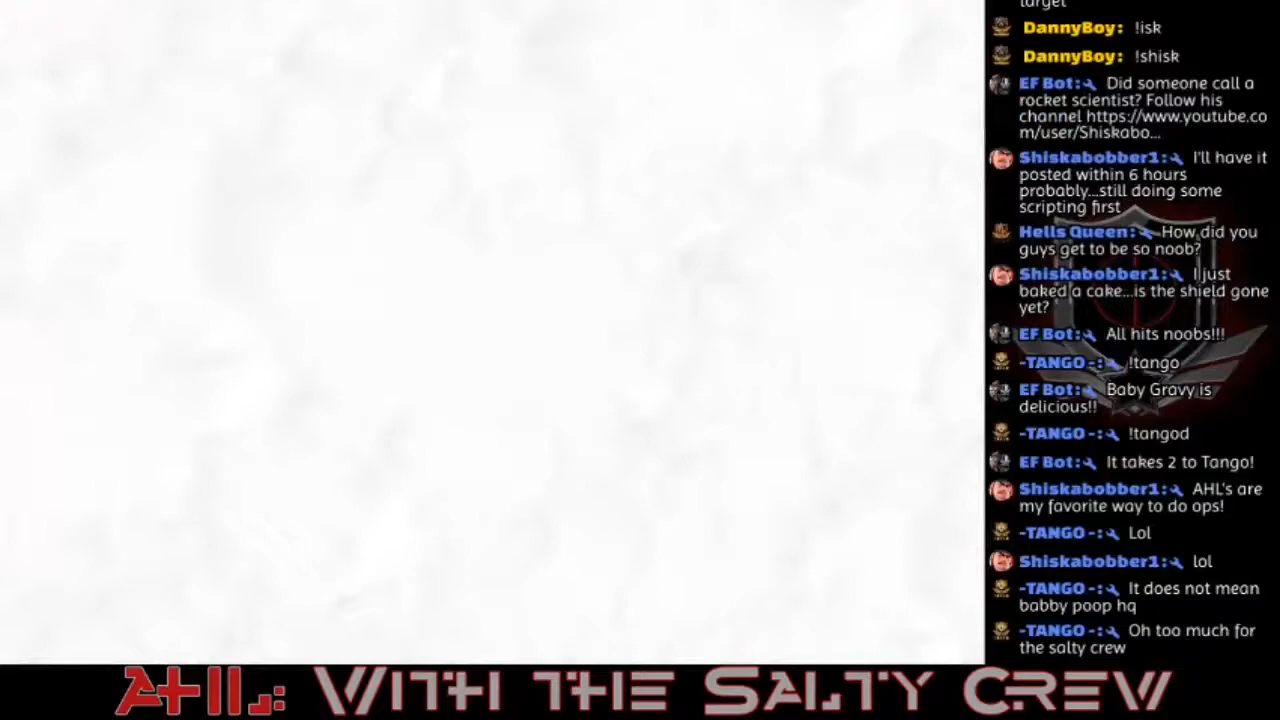 target
DannyBoy: !isk
DannyBoy: !shisk
EF Bot: Did someone call a
rocket scientist? Follow his
channel https://www.youtube.co
m/user/Shiskabo...
Shiskabobber1: I'll have it
posted within 6 hours
probably...still doing some
scripting first
Hells Queen: How did you
guys get to be so noob?
Shiskabobber1: I just
baked a cake...is the shield gone
yet?
EF Bot: All hits noobs!!!
-TANGO-: !tango
EF Bot: Baby Gravy is
delicious!!
-TANGO-: !tangod
EF Bot: It takes 2 to Tango!
Shiskabobber1: AHL's are
my favorite way to do ops!
-TANGO-: Lol
Shiskabobber1: lol
-TANGO-: It does not mean
babby poop hq
-TANGO-: Oh too much for
the salty crew
AHL: With the Salty Crew